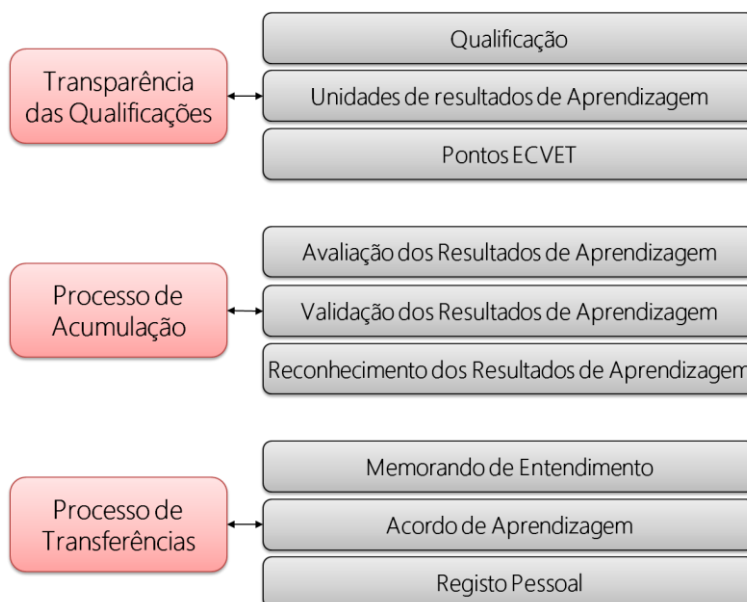 Transparência
das Qualificações
Qualificação
Unidades de resultados de Aprendizagem
Pontos ECVET
Processo de
Acumulação
Avaliação dos Resultados de Aprendizagem
Validação dos Resultados de Aprendizagem
Reconhecimento dos Resultados de Aprendizagem
Processo de
Transferências
Memorando de Entendimento
Acordo de Aprendizagem
Registo Pessoal